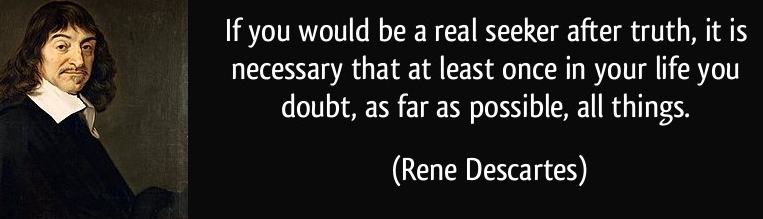 If you would be a real seeker after truth, it is
necessary that at least once in your life you
doubt, as far as possible, all things.
(Rene Descartes)